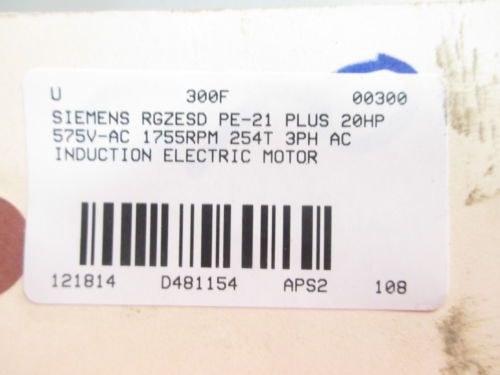 U 300F 00300
SIEMENS RGZESD PE-21 PLUS 20HP
575V-AC 1755RPM 254T 3PH AC
INDUCTION ELECTRIC MOTOR
121814 D481154 APS2 108